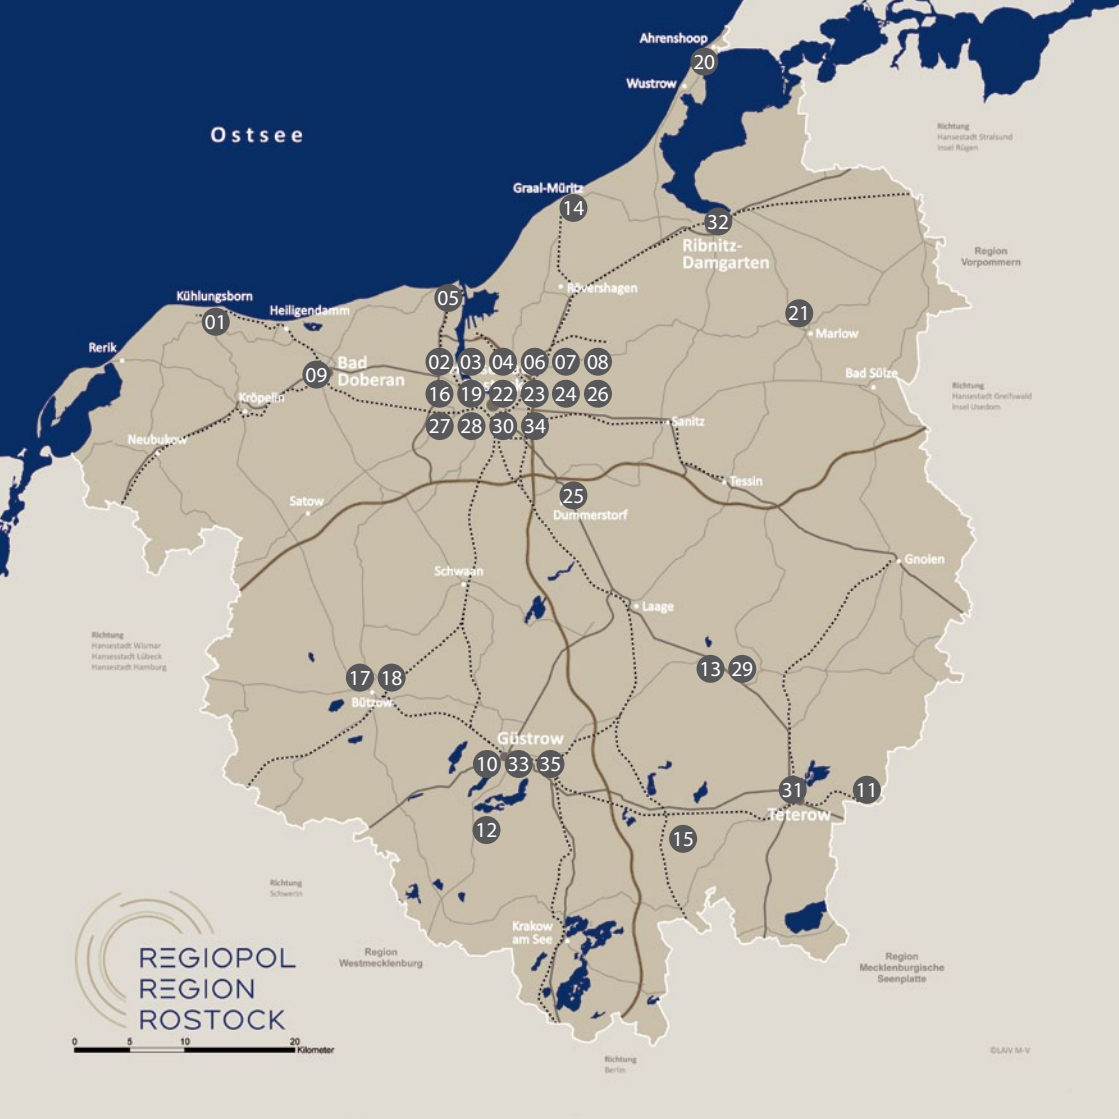 Ahrenshoop
20
Wustrow
Ostsee
Richtung
Hansestadt Stralsund
Insel Rügen
Graal-Müritz
14
32
Ribnitz-
Damgarten
Region
Vorpommern
Rövershagen
05
Kühlungsborn
01
Heiligendamm
21
Marlow
Rerik
09
Bad
Doberan
02 03 04 06 07 08
16 19 22 23 24 26
27 28 30 34
Bad Sülze
Richtung
Hansestadt Greifswald
Insel Usedom
Kröpelin
Sanitz
Neubukow
Tessin
25
Dummerstorf
Satow
Gnoien
Schwaan
Laage
Richtung
Hansestadt Wismar
Hansestadt Lübeck
Hansestadt Hamburg
13 29
17 18
Bützow
Güstrow
10 33 35
31 11
Teterow
12
15
Richtung
Schwerin
Krakow
am See
Region
Westmecklenburg
Region
Mecklenburgische
Seenplatte
REGIOPOL
REGION
ROSTOCK
0 5 10 20
Kilometer
©LAiV M-V
Richtung
Berlin